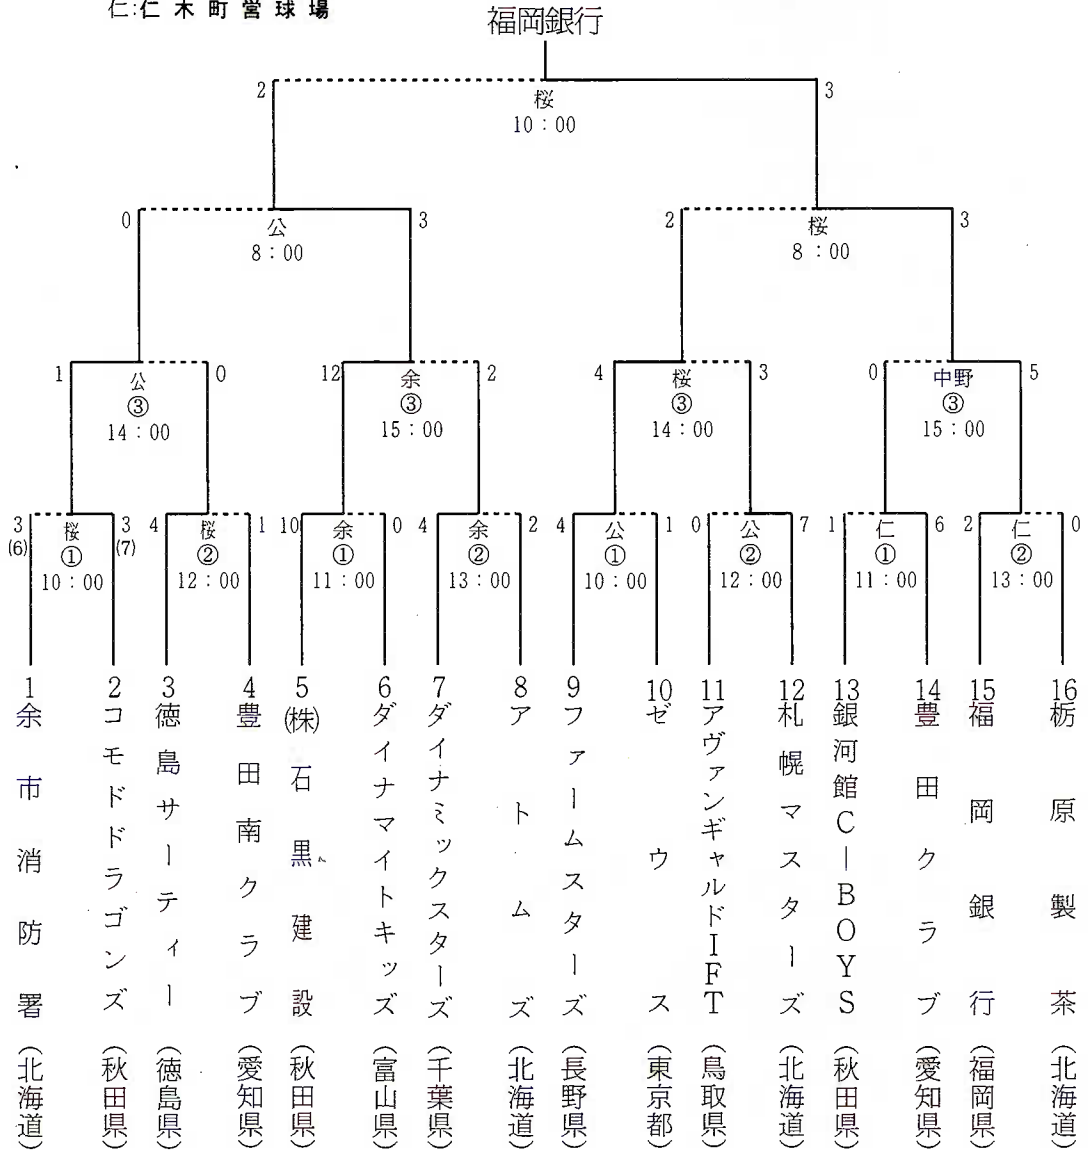 仁:仁木町営球場
福岡銀行
2 3
桜
10:00
0 3 2 3
公 桜
8:00 8:00
1 0 12 2 4 3 0 5
公 余 桜 中野
③ ③ ③ ③
14:00 15:00 14:00 15:00
3 3 4 1 10 0 4 2 4 1 0 7 1 6 2 0
(6) (7)
桜 桜 余 余 公 公 仁 仁
① ② ① ② ① ② ① ②
10:00 12:00 11:00 13:00 10:00 12:00 11:00 13:00
1 余市消防署(北海道)
2 コモドドラゴンズ(秋田県)
3 徳島サーティー(徳島県)
4 豊田南クラブ(愛知県)
5 (株)石黒建設(秋田県)
6 ダイナマイトキッズ(富山県)
7 ダイナミックスターズ(千葉県)
8 アトムズ(北海道)
9 ファームスターズ(長野県)
10 ゼウス(東京都)
11 アヴァンギャルドIFT(鳥取県)
12 札幌マスターズ(北海道)
13 銀河館C-BOYS(秋田県)
14 豊田クラブ(愛知県)
15 福岡銀行(福岡県)
16 栃原製茶(北海道)